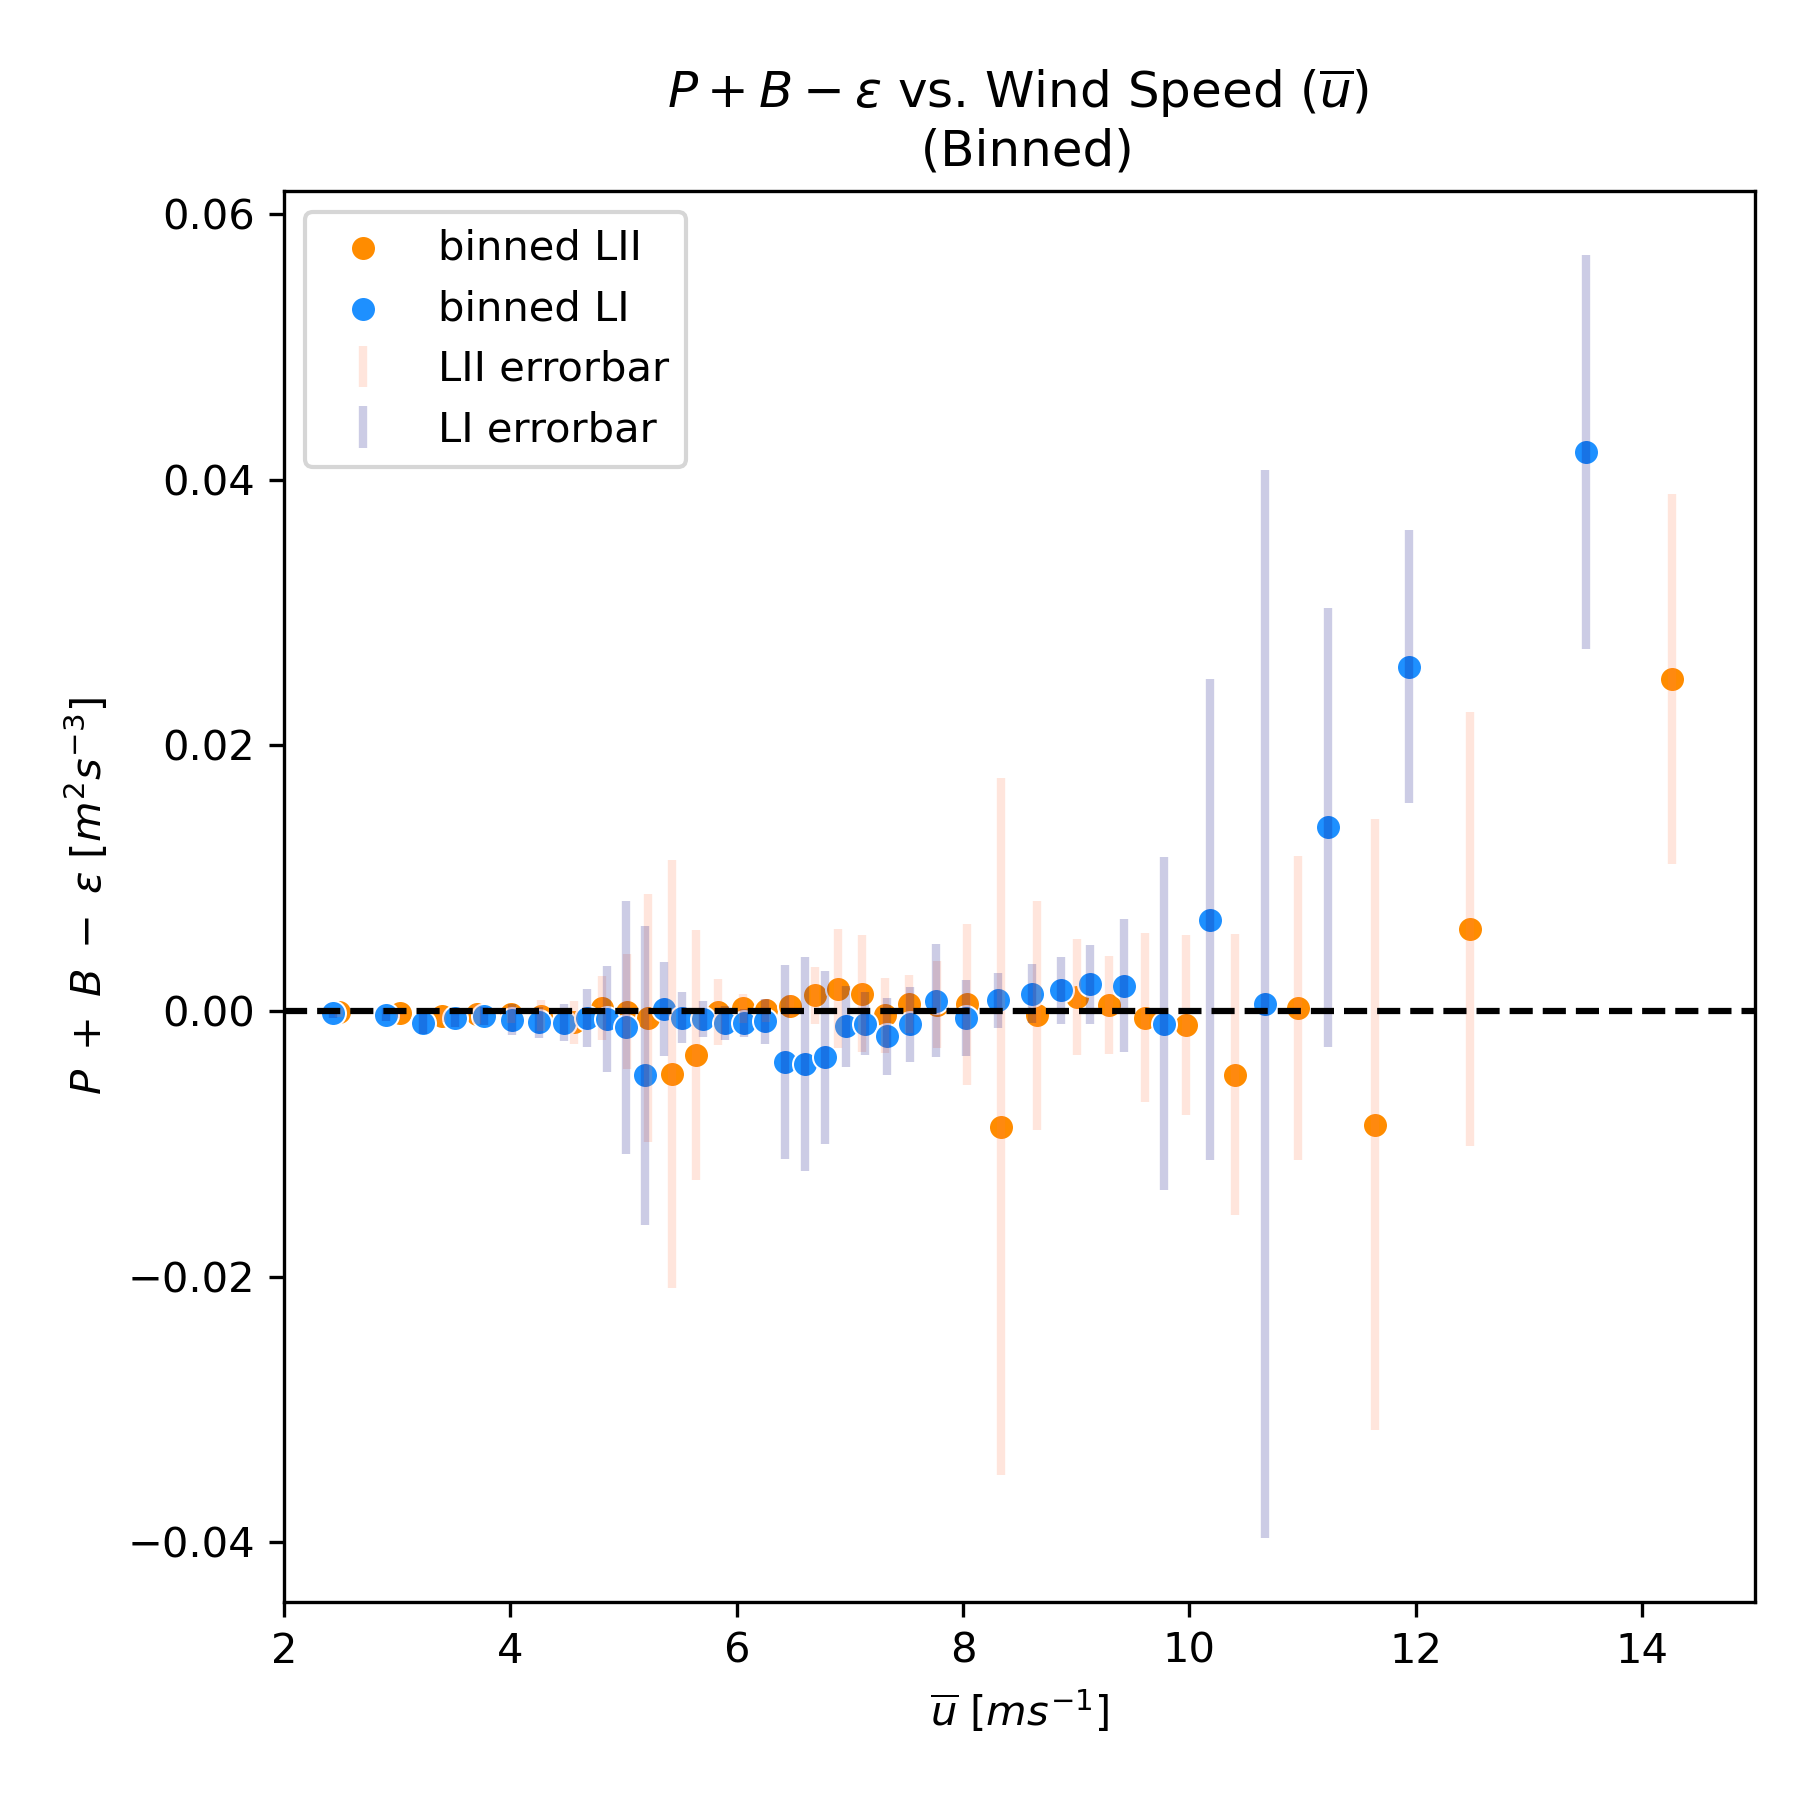 P + B − ε vs. Wind Speed (u̅)
(Binned)
binned LII
binned LI
LII errorbar
LI errorbar
0.06
0.04
0.02
0.00
−0.02
−0.04
P + B − ε [m²s⁻³]
2 4 6 8 10 12 14
u̅ [ms⁻¹]